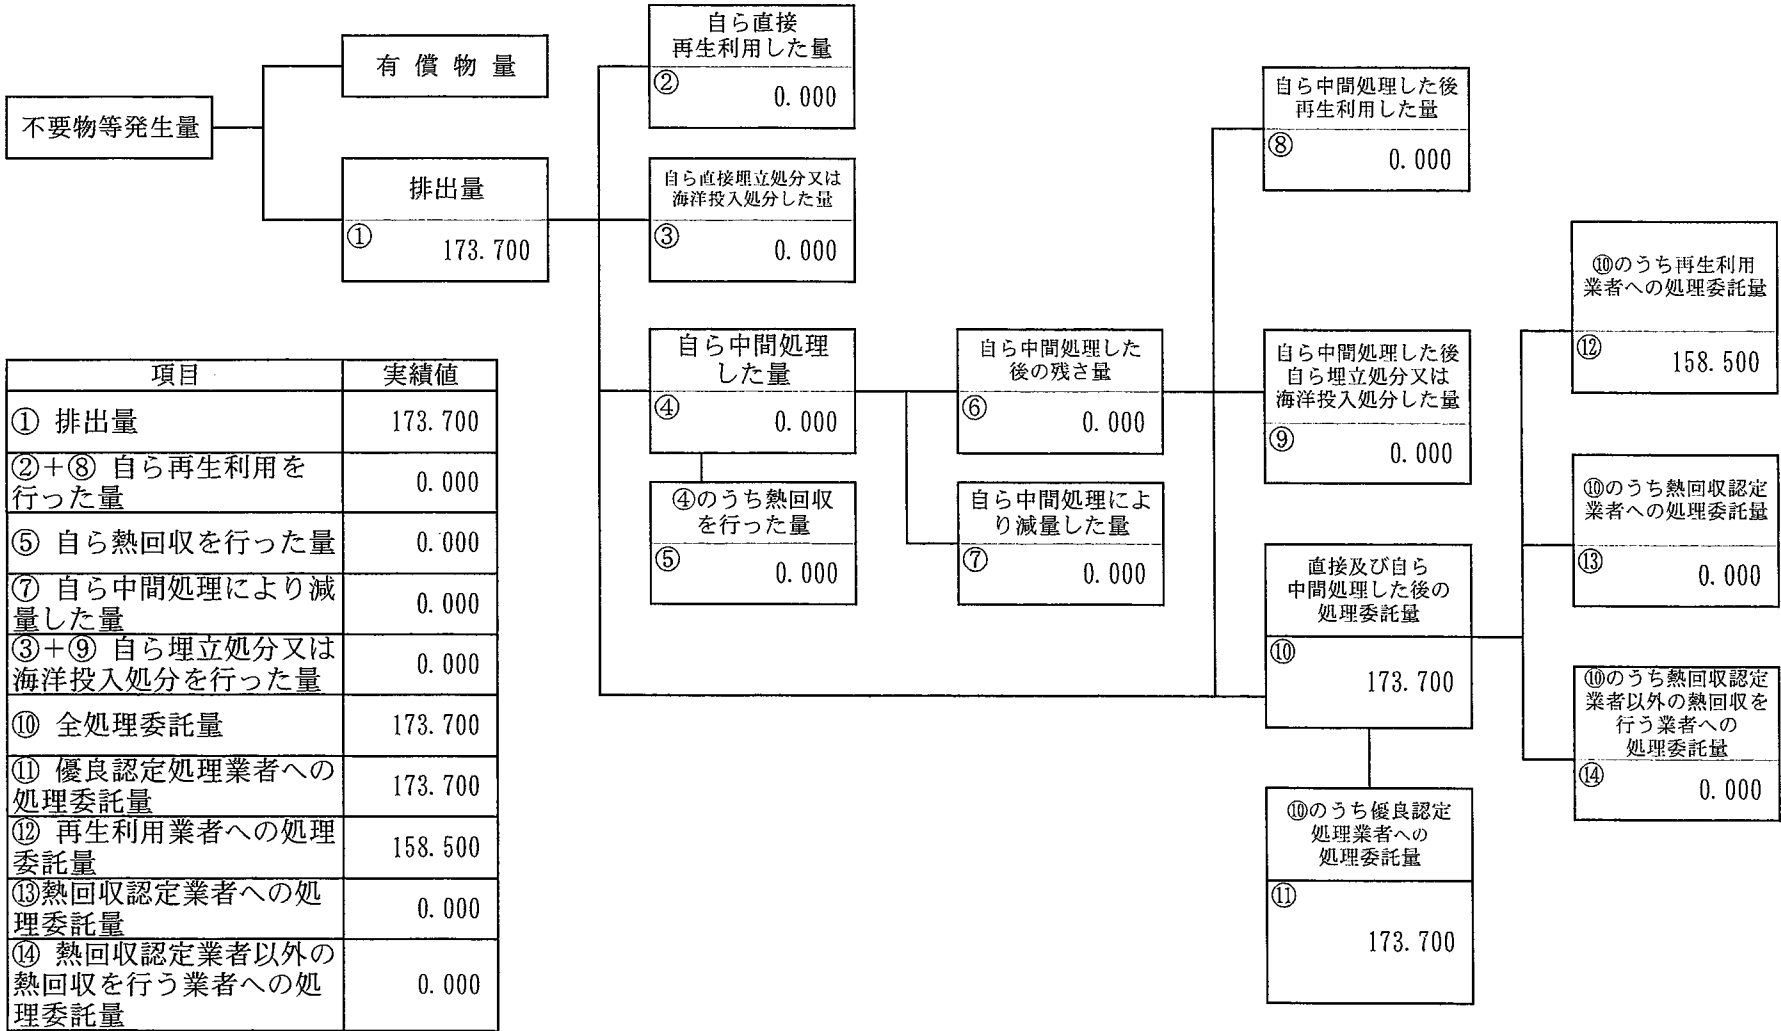 不要物等発生量
有償物量
排出量
① 173.700
自ら直接
再生利用した量
② 0.000
自ら直接埋立処分又は
海洋投入処分した量
③ 0.000
自ら中間処理
した量
④ 0.000
④のうち熱回収
を行った量
⑤ 0.000
自ら中間処理した
後の残さ量
⑥ 0.000
自ら中間処理によ
り減量した量
⑦ 0.000
自ら中間処理した後
再生利用した量
⑧ 0.000
自ら中間処理した後
自ら埋立処分又は
海洋投入処分した量
⑨ 0.000
直接及び自ら
中間処理した後の
処理委託量
⑩ 173.700
⑩のうち優良認定
処理業者への
処理委託量
⑪ 173.700
⑩のうち再生利用
業者への処理委託量
⑫ 158.500
⑩のうち熱回収認定
業者への処理委託量
⑬ 0.000
⑩のうち熱回収認定
業者以外の熱回収を
行う業者への
処理委託量
⑭ 0.000
項目 実績値
① 排出量 173.700
②+⑧ 自ら再生利用を
行った量 0.000
⑤ 自ら熱回収を行った量 0.000
⑦ 自ら中間処理により減
量した量 0.000
③+⑨ 自ら埋立処分又は
海洋投入処分を行った量 0.000
⑩ 全処理委託量 173.700
⑪ 優良認定処理業者への
処理委託量 173.700
⑫ 再生利用業者への処理
委託量 158.500
⑬熱回収認定業者への処
理委託量 0.000
⑭ 熱回収認定業者以外の
熱回収を行う業者への処
理委託量 0.000